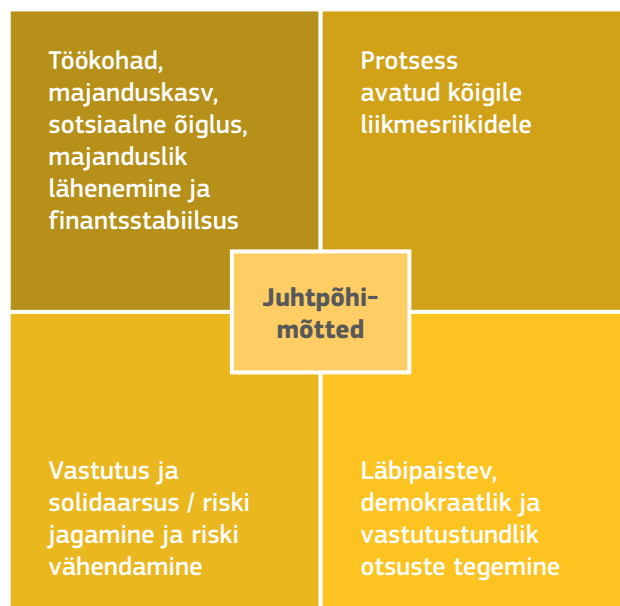 Töökohad,
majanduskasv,
sotsiaalne õiglus,
majanduslik
lähenemine ja
finantsstabiilsus
Protsess
avatud kõigile
liikmesriikidele
Juhtpõhi-
mõtted
Vastutus ja
solidaarsus / riski
jagamine ja riski
vähendamine
Läbipaistev,
demokraatlik ja
vastutustundlik
otsuste tegemine